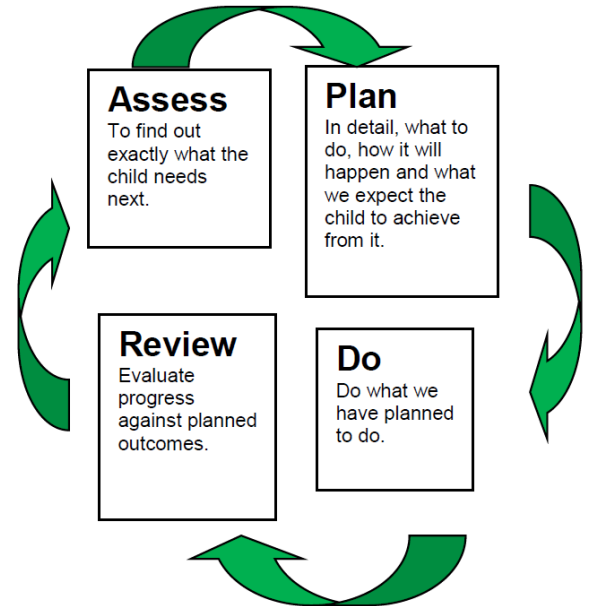 Assess
To find out
exactly what the
child needs
next.
Plan
In detail, what to
do, how it will
happen and what
we expect the
child to achieve
from it.
Review
Evaluate
progress
against planned
outcomes.
Do
Do what we
have planned
to do.